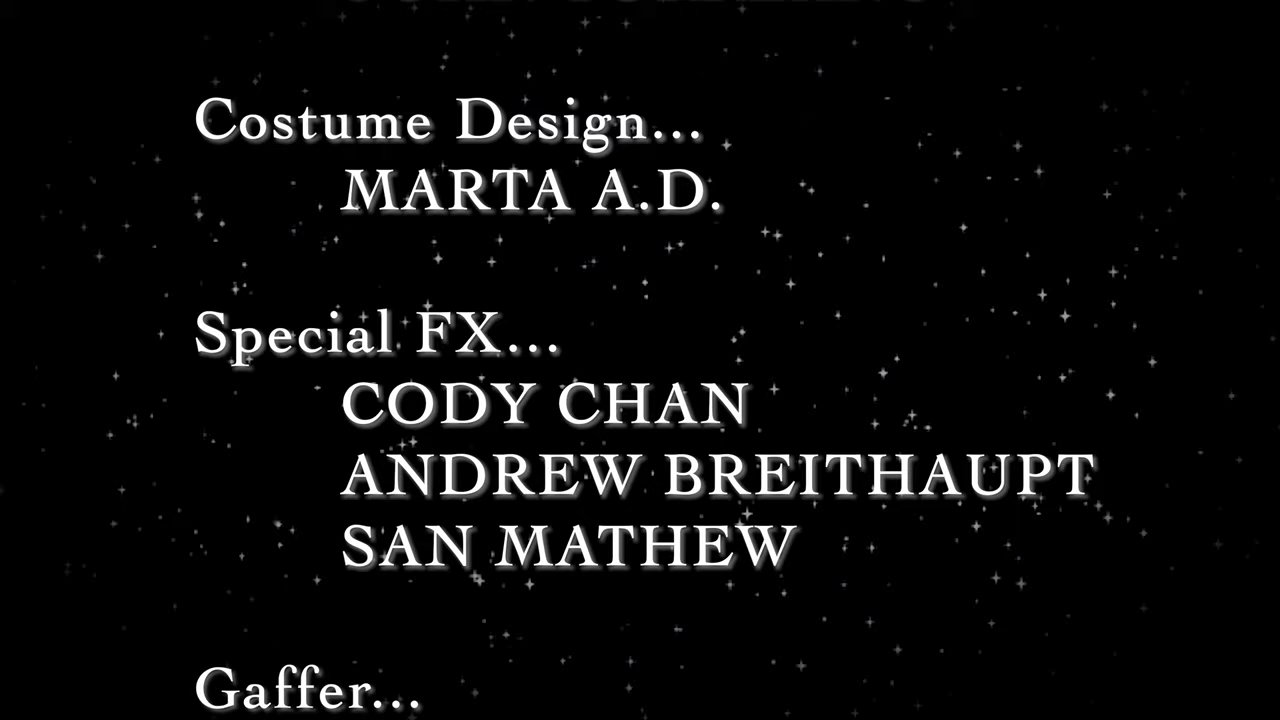 Costume Design...
MARTA A.D.
Special FX...
CODY CHAN
ANDREW BREITHAUPT
SAN MATHEW
Gaffer...